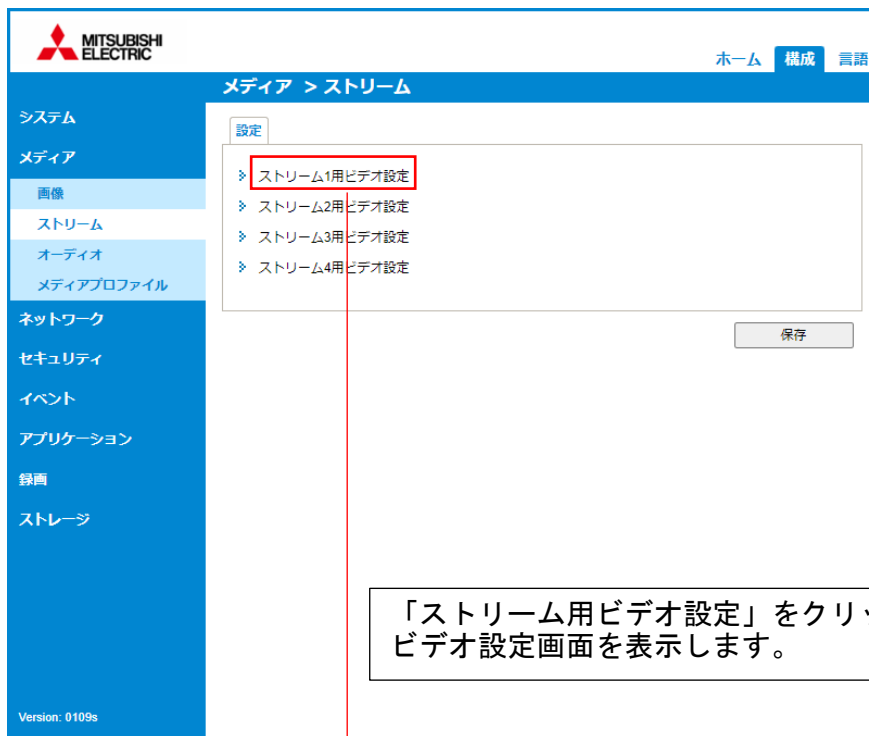 MITSUBISHI
ELECTRIC
ホーム 構成 言語
メディア > ストリーム
システム
メディア
画像
ストリーム
オーディオ
メディアプロファイル
ネットワーク
セキュリティ
イベント
アプリケーション
録画
ストレージ
Version: 0109s
設定
ストリーム1用ビデオ設定
ストリーム2用ビデオ設定
ストリーム3用ビデオ設定
ストリーム4用ビデオ設定
保存
「ストリーム用ビデオ設定」をクリッ
ビデオ設定画面を表示します。